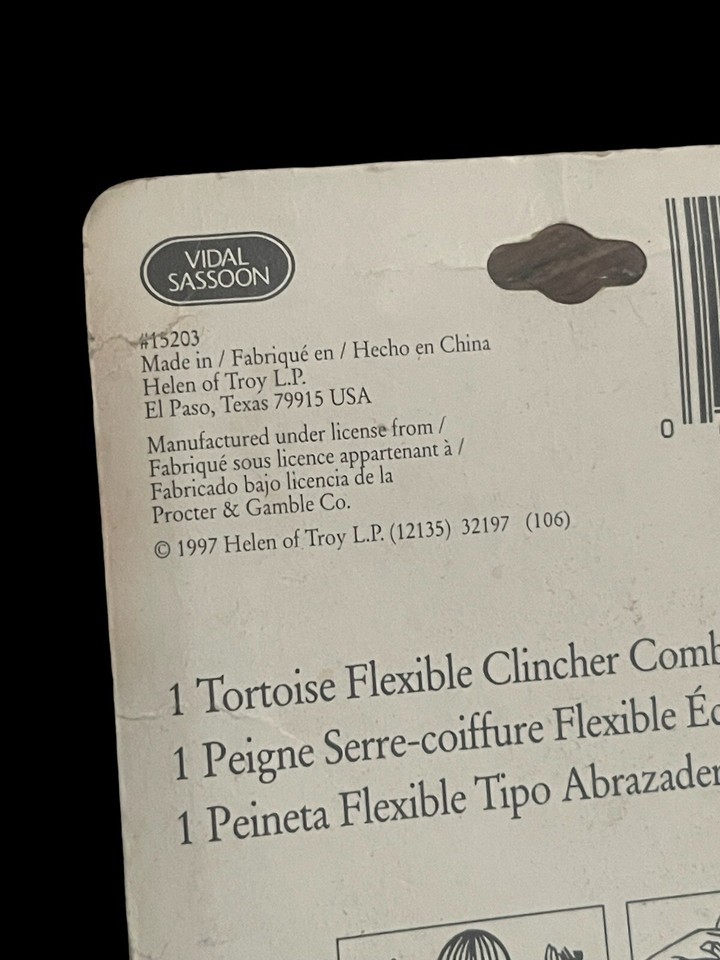 VIDAL
SASSOON
#15203
Made in / Fabriqué en / Hecho en China
Helen of Troy L.P.
El Paso, Texas 79915 USA
Manufactured under license from /
Fabriqué sous licence appartenant à /
Fabricado bajo licencia de la
Procter & Gamble Co.
© 1997 Helen of Troy L.P. (12135) 32197 (106)
0
1 Tortoise Flexible Clincher Comb
1 Peigne Serre-coiffure Flexible
1 Peineta Flexible Tipo